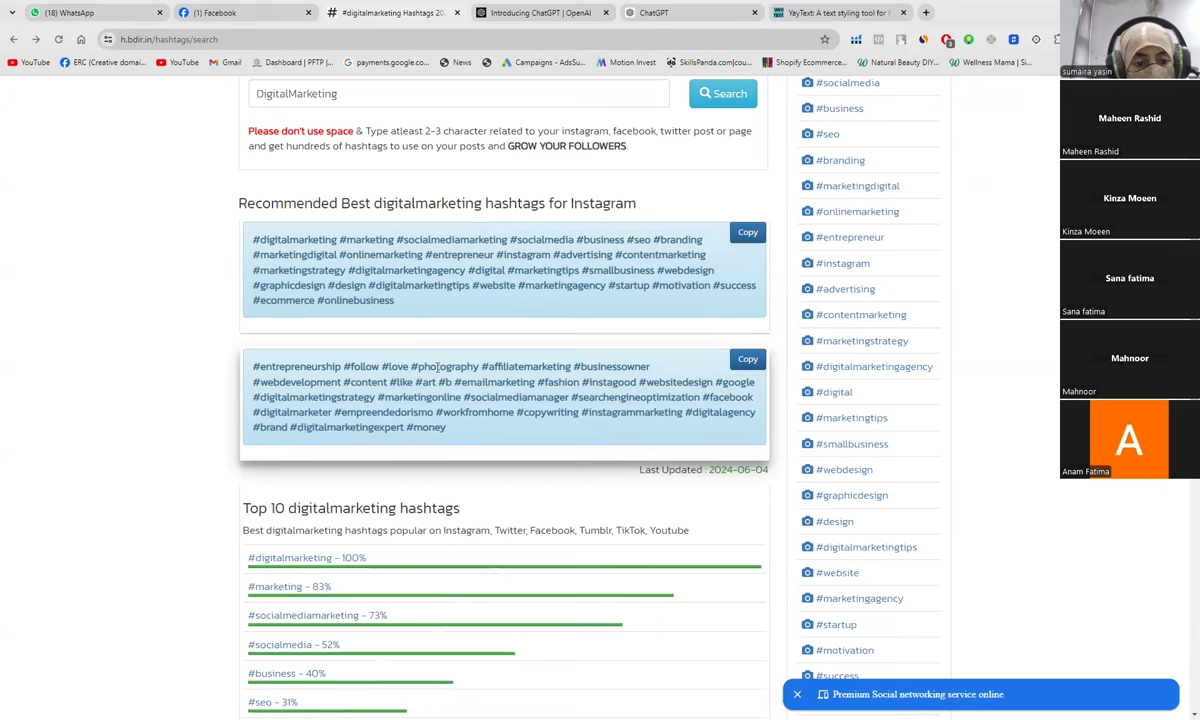 (18) WhatsApp
(1) Facebook
#digitalmarketing Hashtags 202
Introducing ChatGPT | OpenAI
ChatGPT
YayText: A text styling tool for F
h.bdir.in/hashtags/search
YouTube
ERC (Creative domai...
YouTube
Gmail
Dashboard | PFTP |...
payments.google.co...
News
Campaigns - AdsSu...
Motion Invest
SkillsPanda.com|cou...
Shopify Ecommerce...
Natural Beauty DIY,...
Wellness Mama | Si...
DigitalMarketing
Search
Please don't use space & Type atleast 2-3 character related to your instagram, facebook, twitter post or page
and get hundreds of hashtags to use on your posts and GROW YOUR FOLLOWERS.
Recommended Best digitalmarketing hashtags for Instagram
Copy
#digitalmarketing #marketing #socialmediamarketing #socialmedia #business #seo #branding
#marketingdigital #onlinemarketing #entrepreneur #instagram #advertising #contentmarketing
#marketingstrategy #digitalmarketingagency #digital #marketingtips #smallbusiness #webdesign
#graphicdesign #design #digitalmarketingtips #website #marketingagency #startup #motivation #success
#ecommerce #onlinebusiness
Copy
#entrepreneurship #follow #love #photography #affiliatemarketing #businessowner
#webdevelopment #content #like #art #b #emailmarketing #fashion #instagood #websitedesign #google
#digitalmarketingstrategy #marketingonline #socialmediamanager #searchengineoptimization #facebook
#digitalmarketer #empreendedorismo #workfromhome #copywriting #instagrammarketing #digitalagency
#brand #digitalmarketingexpert #money
Last Updated : 2024-06-04
Top 10 digitalmarketing hashtags
Best digitalmarketing hashtags popular on Instagram, Twitter, Facebook, Tumblr, TikTok, Youtube
#digitalmarketing - 100%
#marketing - 83%
#socialmediamarketing - 73%
#socialmedia - 52%
#business - 40%
#seo - 31%
#socialmedia
#business
#seo
#branding
#marketingdigital
#onlinemarketing
#entrepreneur
#instagram
#advertising
#contentmarketing
#marketingstrategy
#digitalmarketingagency
#digital
#marketingtips
#smallbusiness
#webdesign
#graphicdesign
#design
#digitalmarketingtips
#website
#marketingagency
#startup
#motivation
#success
Premium Social networking service online
sumaira yasin
Maheen Rashid
Maheen Rashid
Kinza Moeen
Kinza Moeen
Sana fatima
Sana fatima
Mahnoor
Mahnoor
A
Anam Fatima